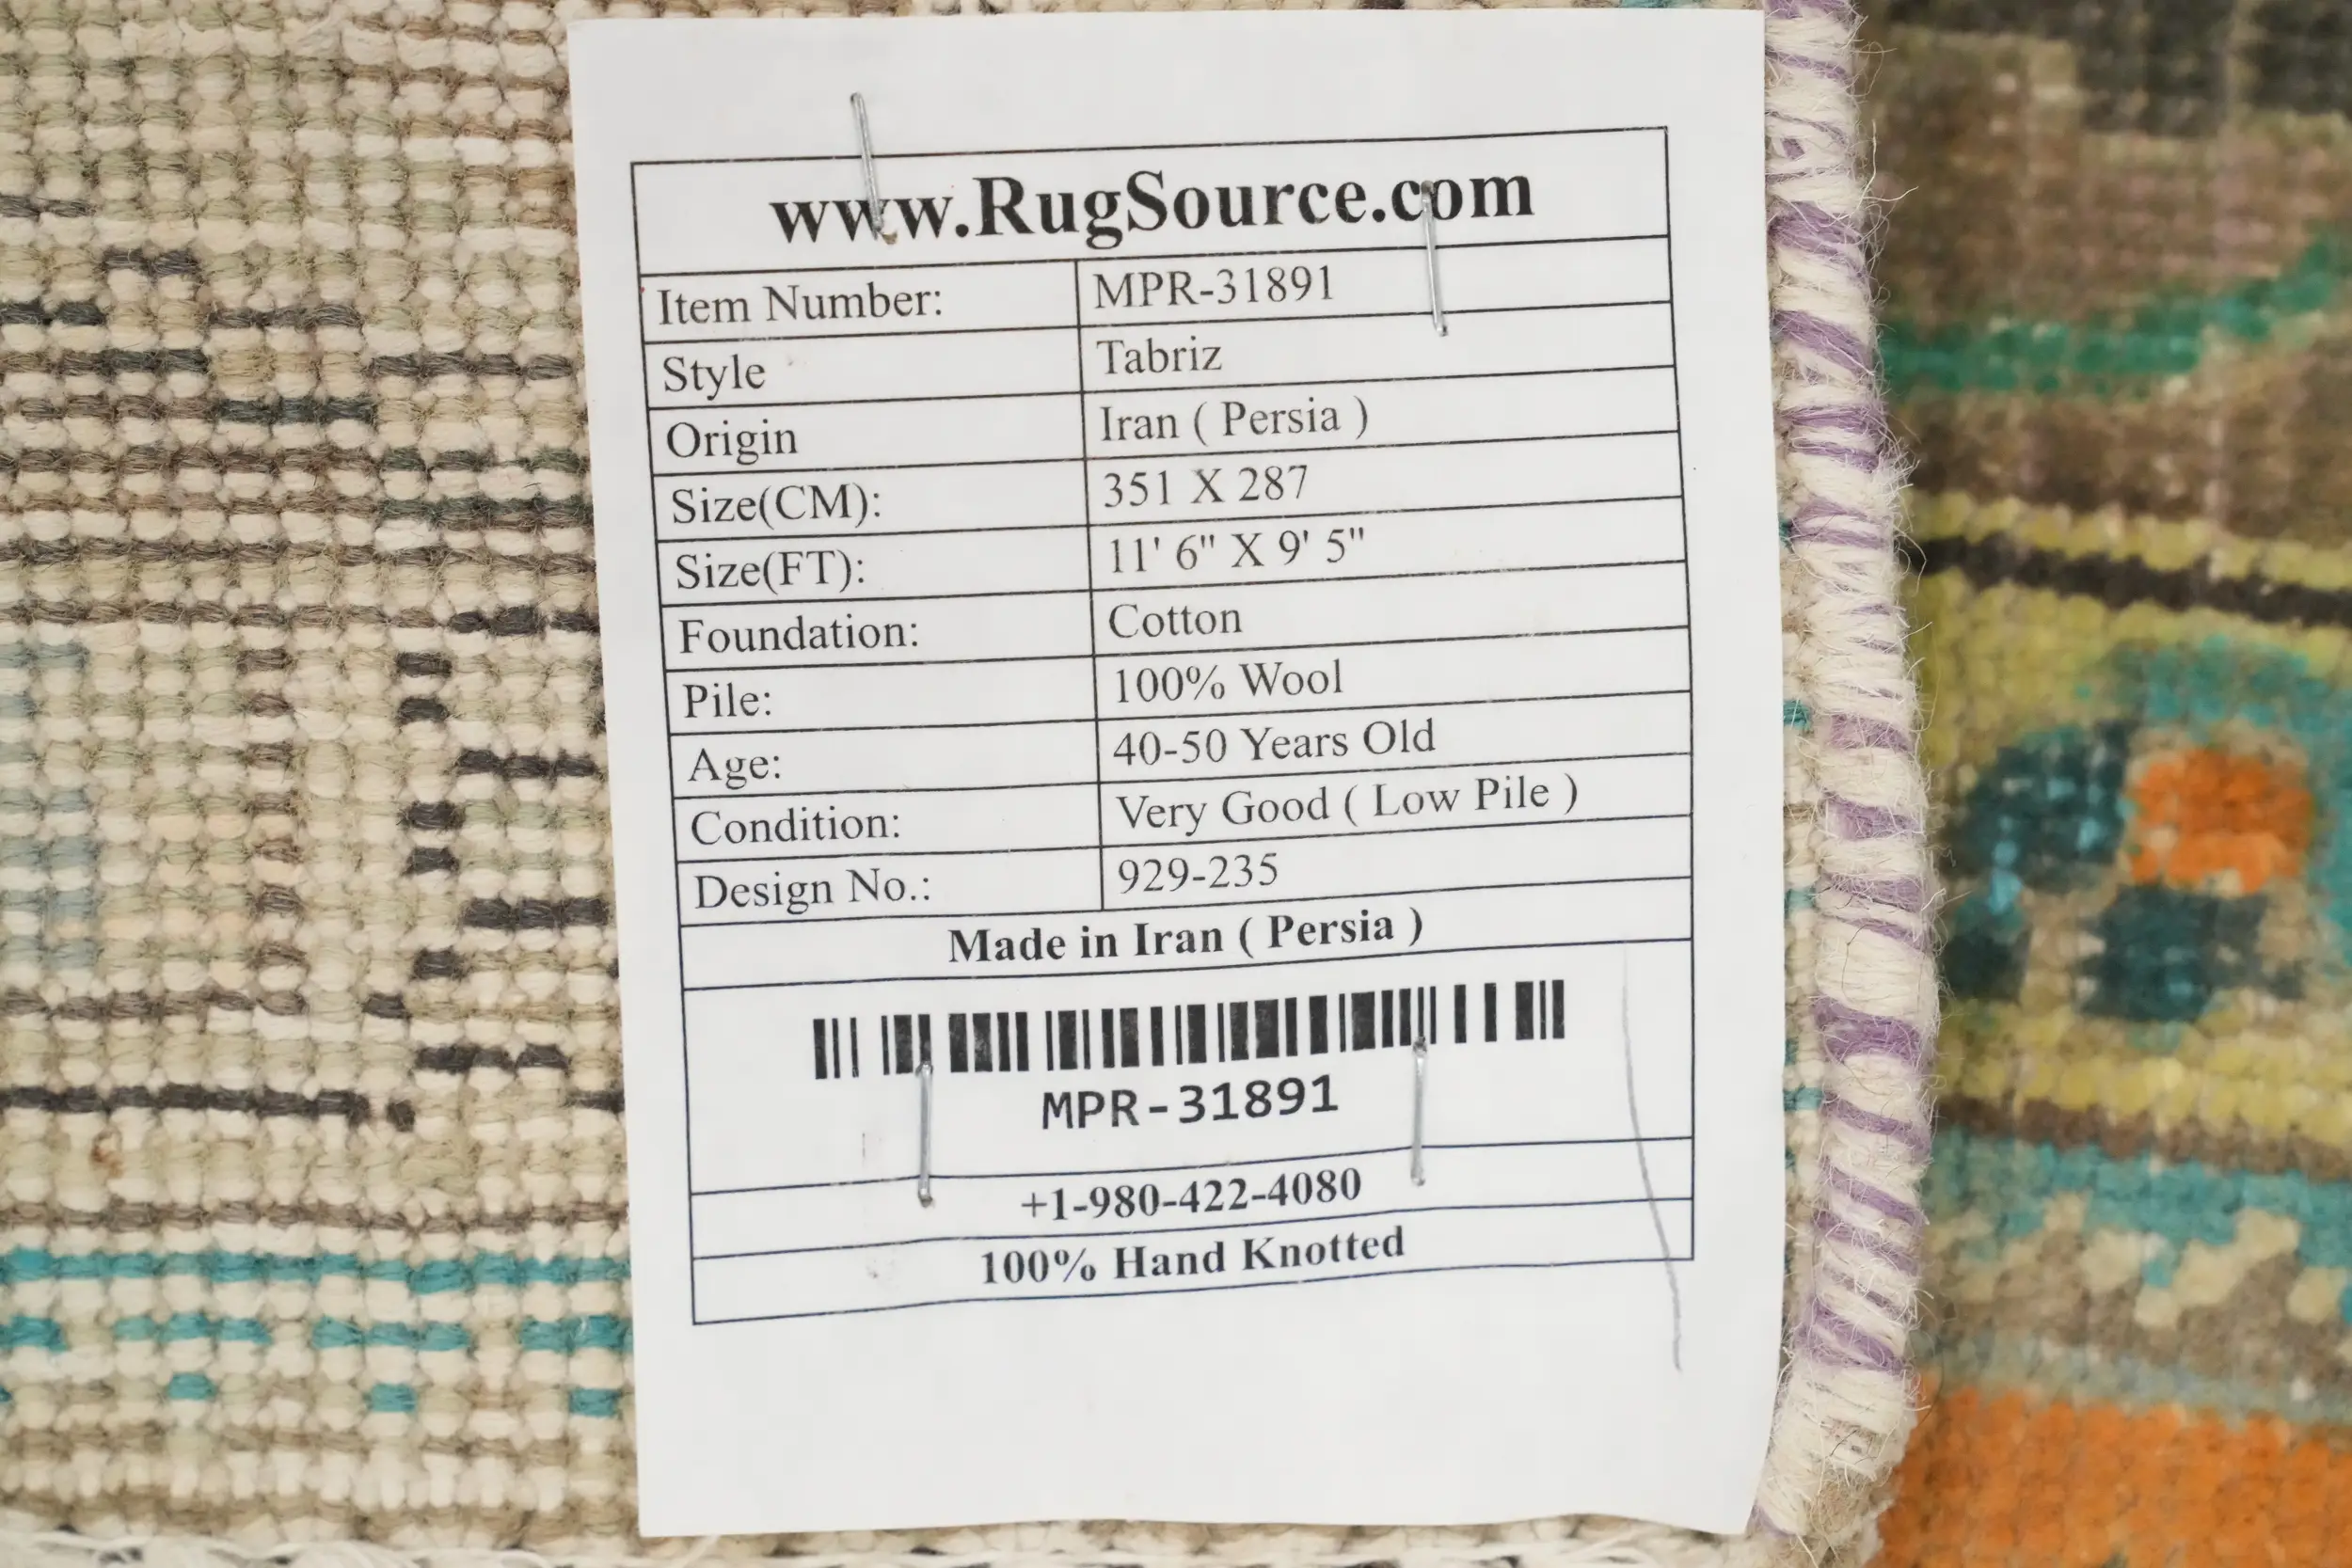 www.RugSource.com
Item Number: MPR-31891
Style Tabriz
Origin Iran ( Persia )
Size(CM): 351 X 287
Size(FT): 11' 6" X 9' 5"
Foundation: Cotton
Pile: 100% Wool
Age: 40-50 Years Old
Condition: Very Good ( Low Pile )
Design No.: 929-235
Made in Iran ( Persia )
MPR-31891
+1-980-422-4080
100% Hand Knotted